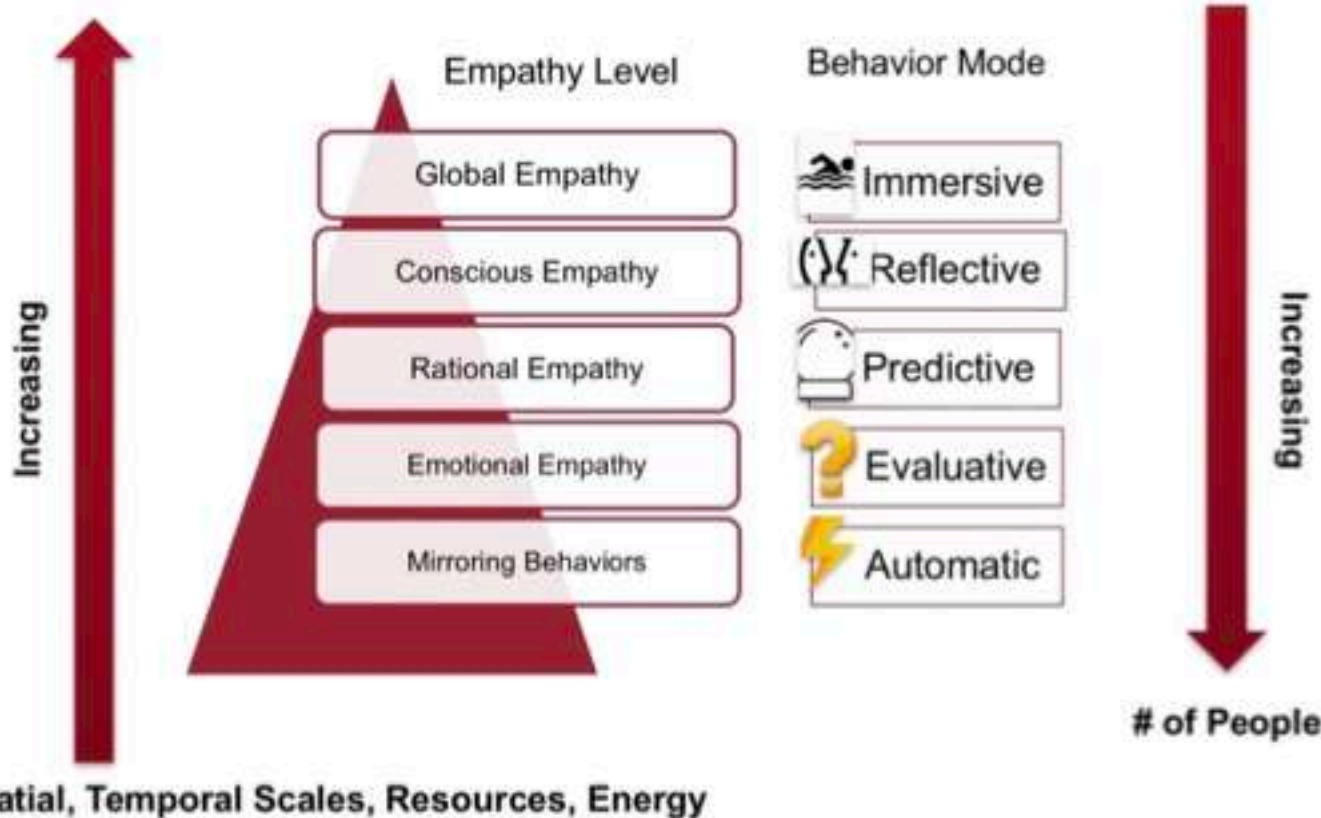 Empathy Level
Behavior Mode
Global Empathy
Immersive
Conscious Empathy
Reflective
Rational Empathy
Predictive
Emotional Empathy
Evaluative
Mirroring Behaviors
Automatic
Increasing
Increasing
# of People
atial, Temporal Scales, Resources, Energy